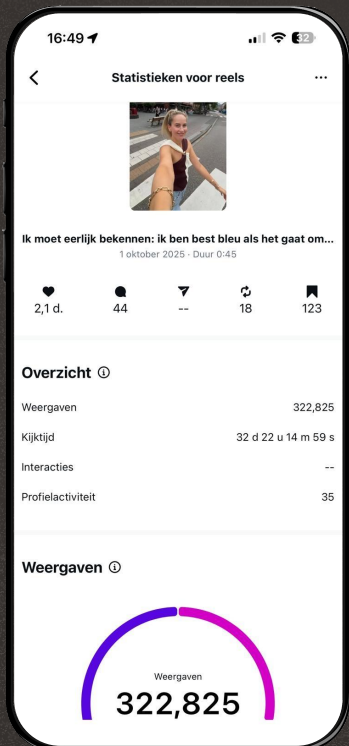 16:49
32
Statistieken voor reels
Ik moet eerlijk bekennen: ik ben best bleu als het gaat om...
1 oktober 2025 · Duur 0:45
2,1 d. 44 -- 18 123
Overzicht
Weergaven 322,825
Kijktijd 32 d 22 u 14 m 59 s
Interacties --
Profielactiviteit 35
Weergaven
Weergaven
322,825